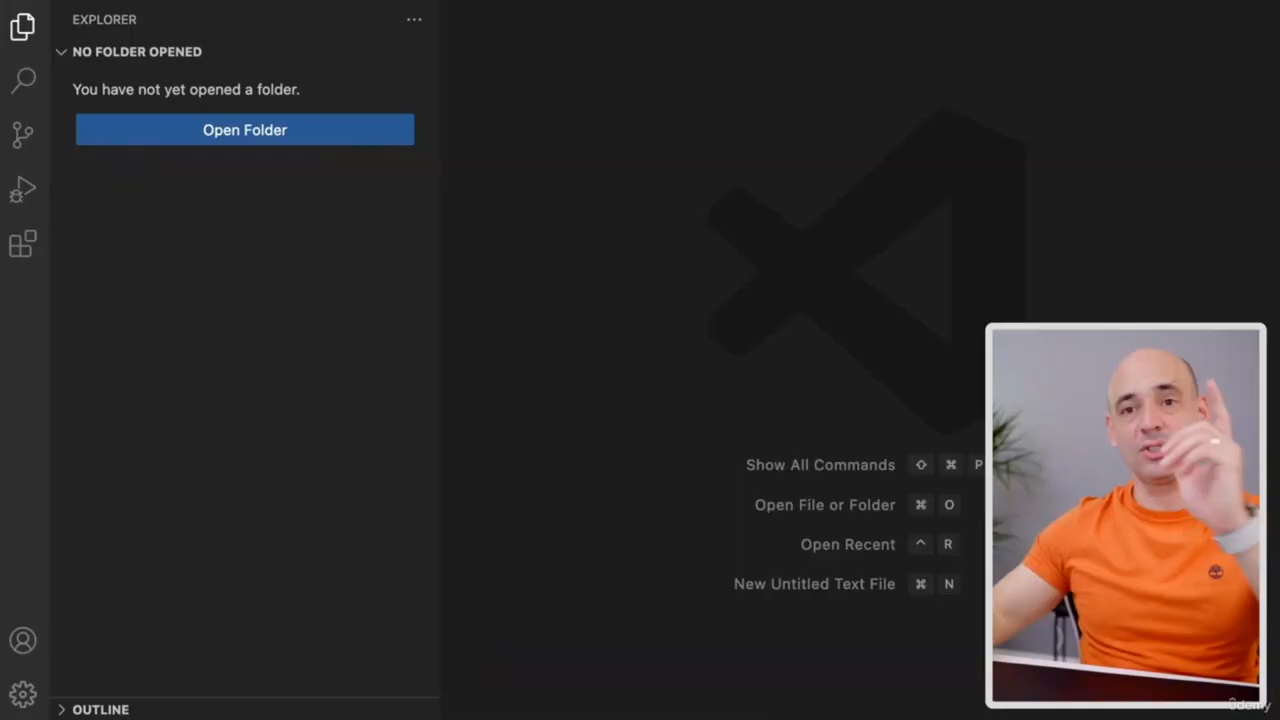 EXPLORER
NO FOLDER OPENED
You have not yet opened a folder.
Open Folder
Show All Commands ⇧ ⌘ P
Open File or Folder ⌘ O
Open Recent ^ R
New Untitled Text File ⌘ N
OUTLINE
Udemy